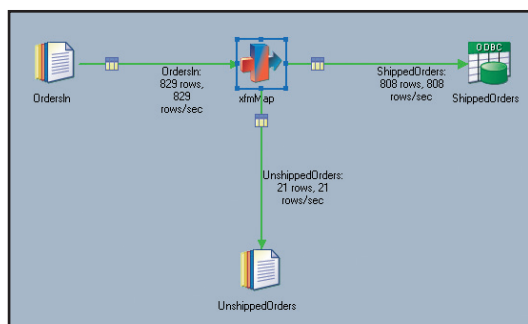 ODBC
OrdersIn
OrdersIn:
829 rows,
829
rows/sec
xfmMap
ShippedOrders:
808 rows, 808
rows/sec
ShippedOrders
UnshippedOrders:
21 rows, 21
rows/sec
UnshippedOrders